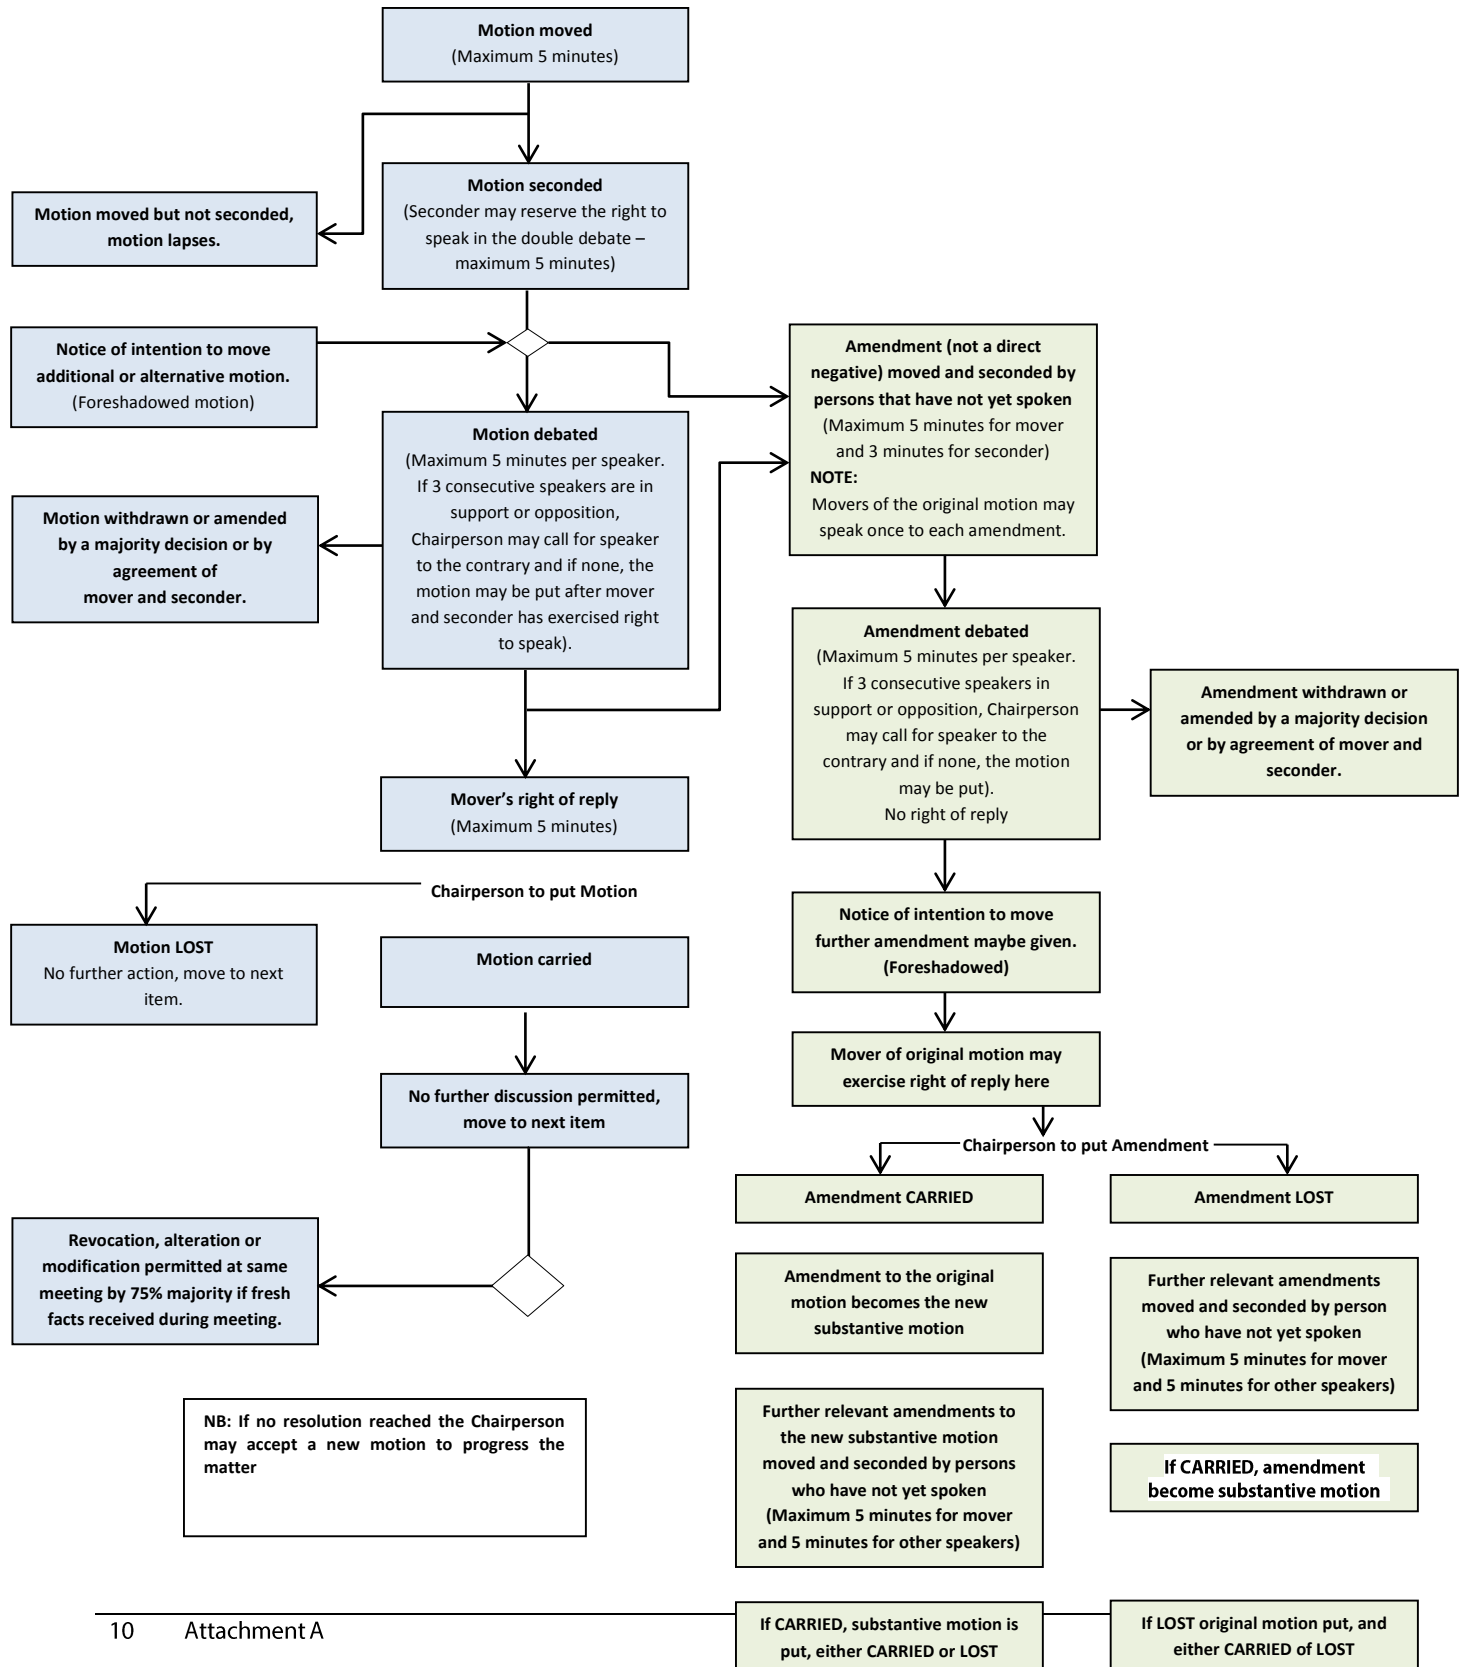 Motion moved
(Maximum 5 minutes)
Motion seconded
(Seconder may reserve the right to
speak in the double debate –
maximum 5 minutes)
Motion moved but not seconded,
motion lapses.
Notice of intention to move
additional or alternative motion.
(Foreshadowed motion)
Motion debated
(Maximum 5 minutes per speaker.
If 3 consecutive speakers are in
support or opposition,
Chairperson may call for speaker
to the contrary and if none, the
motion may be put after mover
and seconder has exercised right
to speak).
Motion withdrawn or amended
by a majority decision or by
agreement of
mover and seconder.
Mover’s right of reply
(Maximum 5 minutes)
Chairperson to put Motion
Motion LOST
No further action, move to next
item.
Motion carried
No further discussion permitted,
move to next item
Revocation, alteration or
modification permitted at same
meeting by 75% majority if fresh
facts received during meeting.
NB: If no resolution reached the Chairperson
may accept a new motion to progress the
matter
Amendment (not a direct
negative) moved and seconded by
persons that have not yet spoken
(Maximum 5 minutes for mover
and 3 minutes for seconder)
NOTE:
Movers of the original motion may
speak once to each amendment.
Amendment debated
(Maximum 5 minutes per speaker.
If 3 consecutive speakers in
support or opposition, Chairperson
may call for speaker to the
contrary and if none, the motion
may be put).
No right of reply
Amendment withdrawn or
amended by a majority decision
or by agreement of mover and
seconder.
Notice of intention to move
further amendment maybe given.
(Foreshadowed)
Mover of original motion may
exercise right of reply here
Chairperson to put Amendment
Amendment CARRIED
Amendment to the original
motion becomes the new
substantive motion
Further relevant amendments to
the new substantive motion
moved and seconded by persons
who have not yet spoken
(Maximum 5 minutes for mover
and 5 minutes for other speakers)
If CARRIED, substantive motion is
put, either CARRIED or LOST
Amendment LOST
Further relevant amendments
moved and seconded by person
who have not yet spoken
(Maximum 5 minutes for mover
and 5 minutes for other speakers)
If CARRIED, amendment
become substantive motion
If LOST original motion put, and
either CARRIED of LOST
10 Attachment A